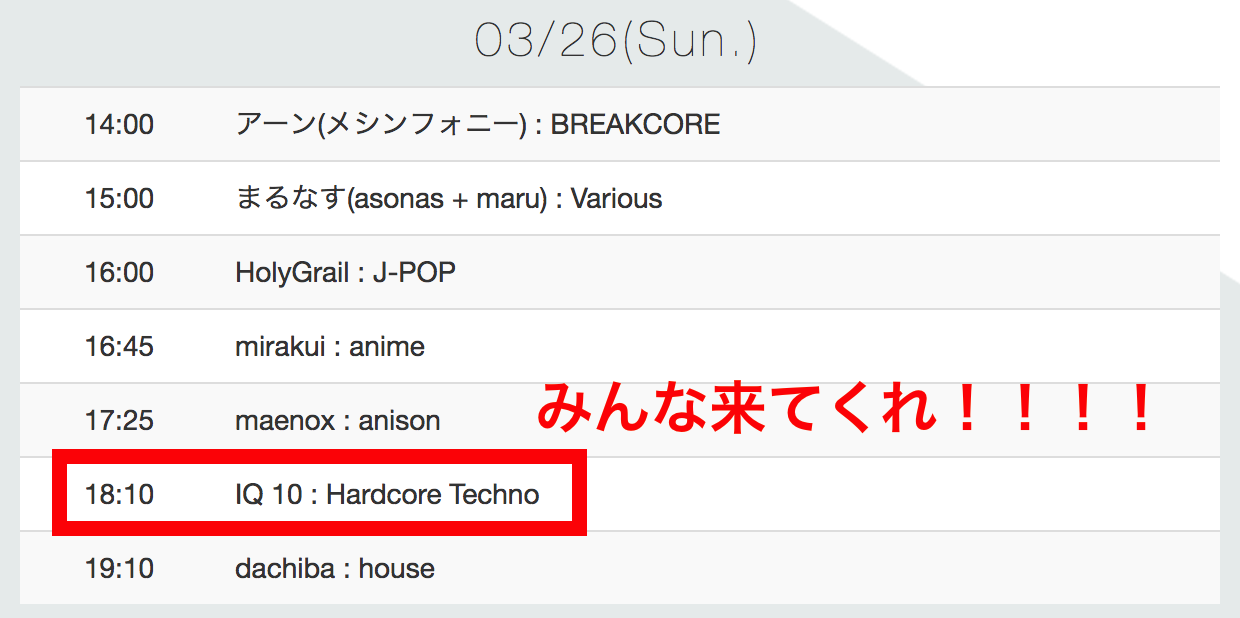 03/26(Sun.)
14:00 アーン(メシンフォニー) : BREAKCORE
15:00 まるなす(asonas + maru) : Various
16:00 HolyGrail : J-POP
16:45 mirakui : anime
17:25 maenox : anison
みんな来てくれ！！！！
18:10 IQ 10 : Hardcore Techno
19:10 dachiba : house